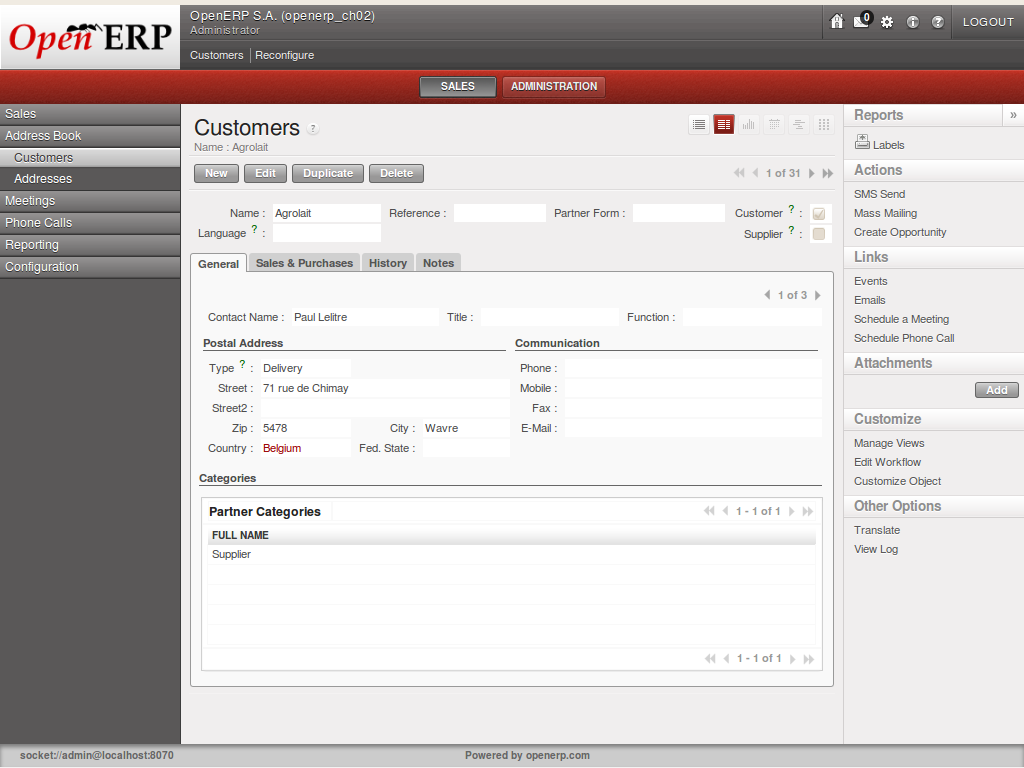 Open ERP
OpenERP S.A. (openerp_ch02)
Administrator
0
LOGOUT
Customers
Reconfigure
SALES
ADMINISTRATION
Sales
Address Book
Customers
Addresses
Meetings
Phone Calls
Reporting
Configuration
Customers ?
Name : Agrolait
New Edit Duplicate Delete
1 of 31
Name : Agrolait Reference : Partner Form : Customer ? :
Language ? : Supplier ? :
General Sales & Purchases History Notes
1 of 3
Contact Name : Paul Lelitre Title : Function :
Postal Address Communication
Type ? : Delivery Phone :
Street : 71 rue de Chimay Mobile :
Street2 : Fax :
Zip : 5478 City : Wavre E-Mail :
Country : Belgium Fed. State :
Categories
Partner Categories 1 - 1 of 1
FULL NAME
Supplier
1 - 1 of 1
Reports »
Labels
Actions
SMS Send
Mass Mailing
Create Opportunity
Links
Events
Emails
Schedule a Meeting
Schedule Phone Call
Attachments
Add
Customize
Manage Views
Edit Workflow
Customize Object
Other Options
Translate
View Log
socket://admin@localhost:8070
Powered by openerp.com